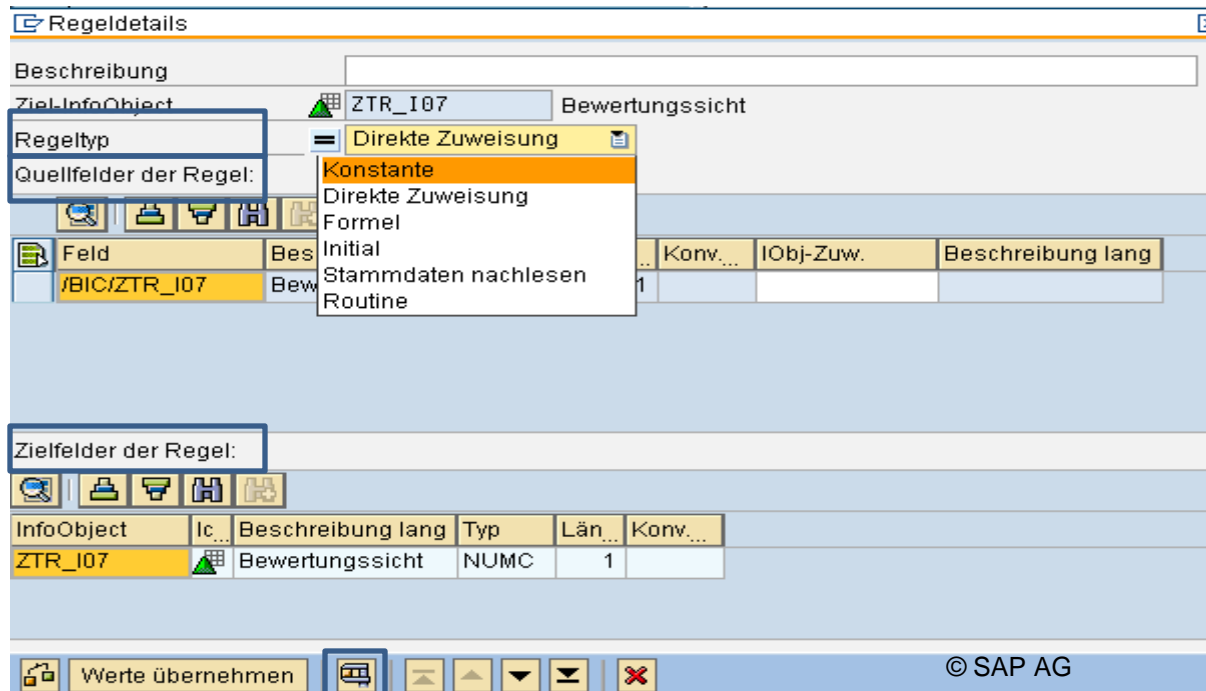 Regeldetails
Beschreibung
Ziel-InfoObject ZTR_I07 Bewertungssicht
Regeltyp Direkte Zuweisung
Quellfelder der Regel:
Konstante
Direkte Zuweisung
Formel
Initial
Stammdaten nachlesen
Routine
Feld Bes .. Konv... IObj-Zuw. Beschreibung lang
/BIC/ZTR_I07 Bew 1
Zielfelder der Regel:
InfoObject Ic... Beschreibung lang Typ Län... Konv....
ZTR_I07 Bewertungssicht NUMC 1
Werte übernehmen
© SAP AG